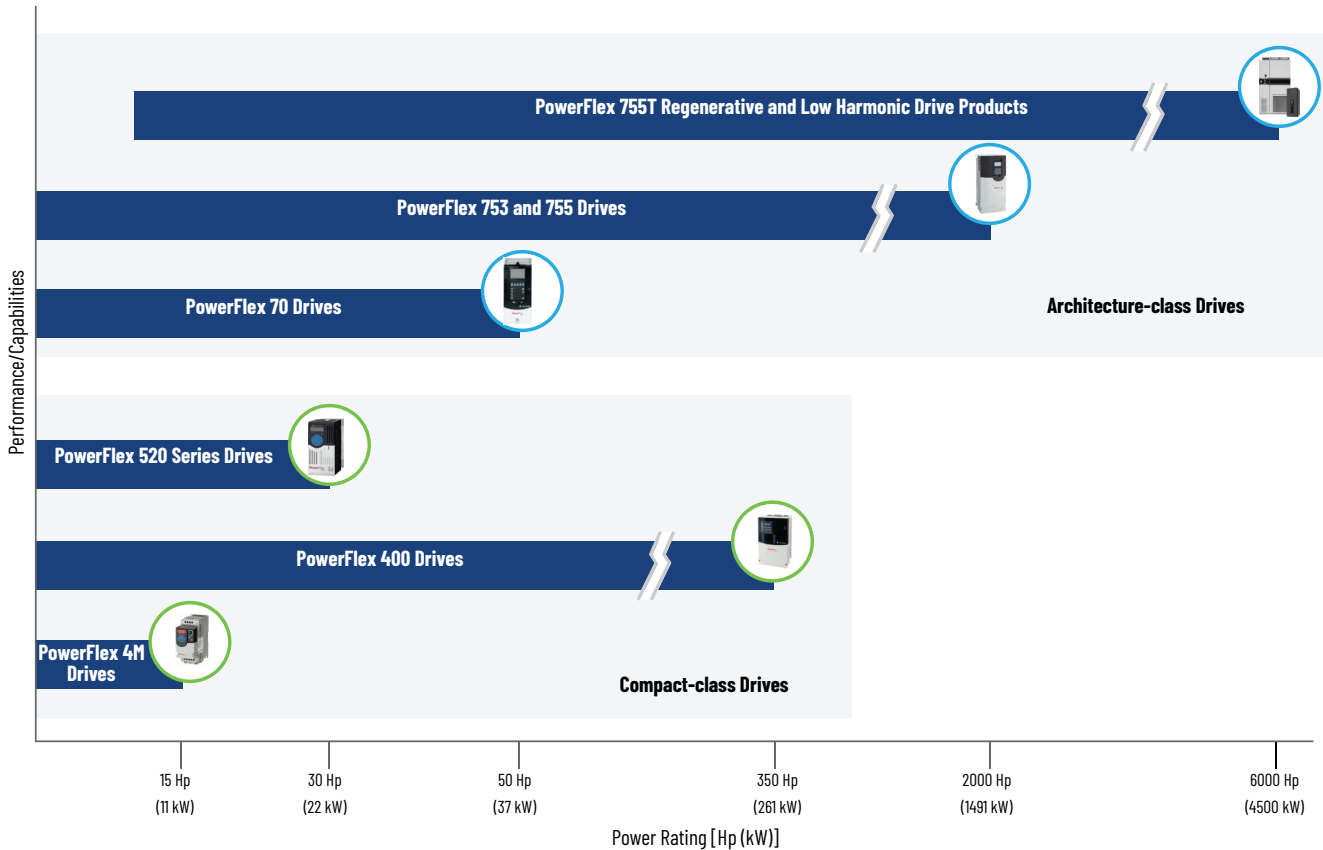 PowerFlex 755T Regenerative and Low Harmonic Drive Products
PowerFlex 753 and 755 Drives
PowerFlex 70 Drives
Architecture-class Drives
Performance/Capabilities
PowerFlex 520 Series Drives
PowerFlex 400 Drives
PowerFlex 4M
Drives
Compact-class Drives
15 Hp
(11 kW)
30 Hp
(22 kW)
50 Hp
(37 kW)
350 Hp
(261 kW)
2000 Hp
(1491 kW)
6000 Hp
(4500 kW)
Power Rating [Hp (kW)]